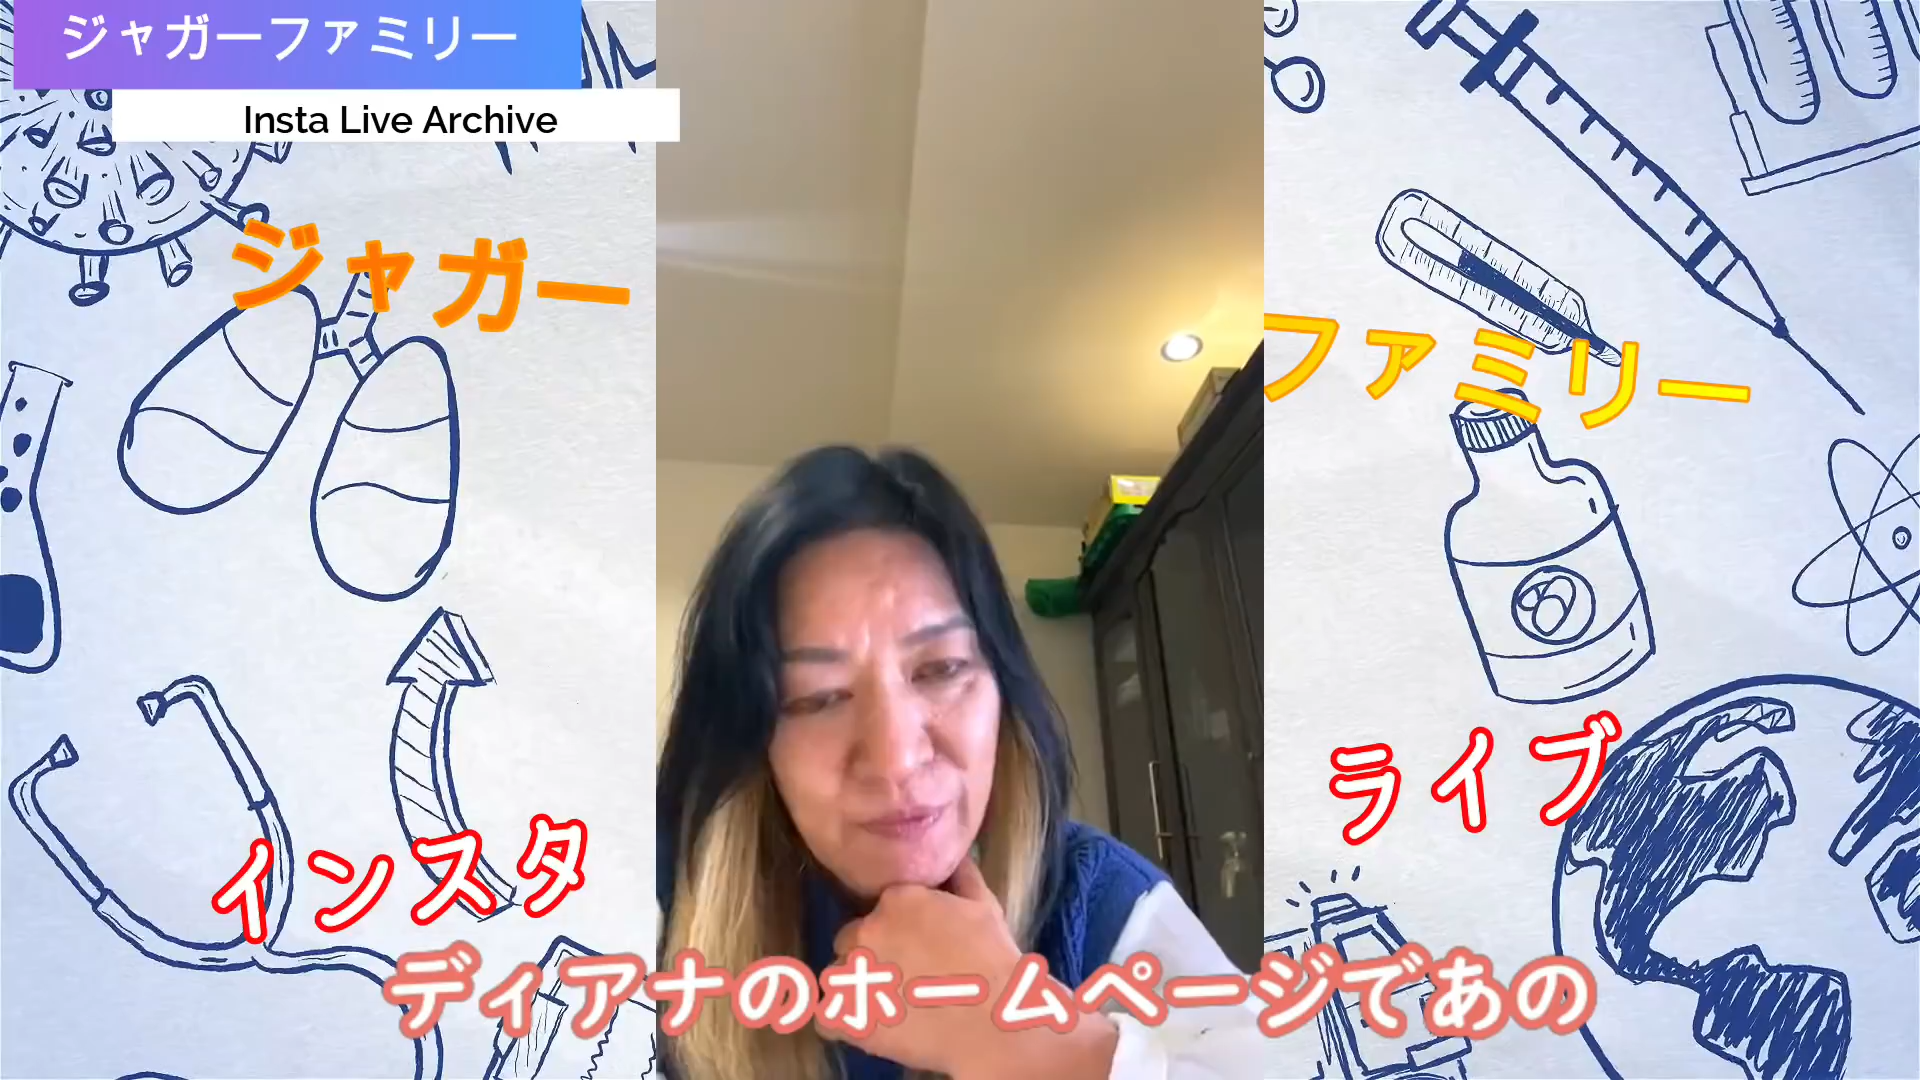 ジャガーファミリー
Insta Live Archive
ジャガー
ファミリー
インスタ
ライブ
ディアナのホームページであの